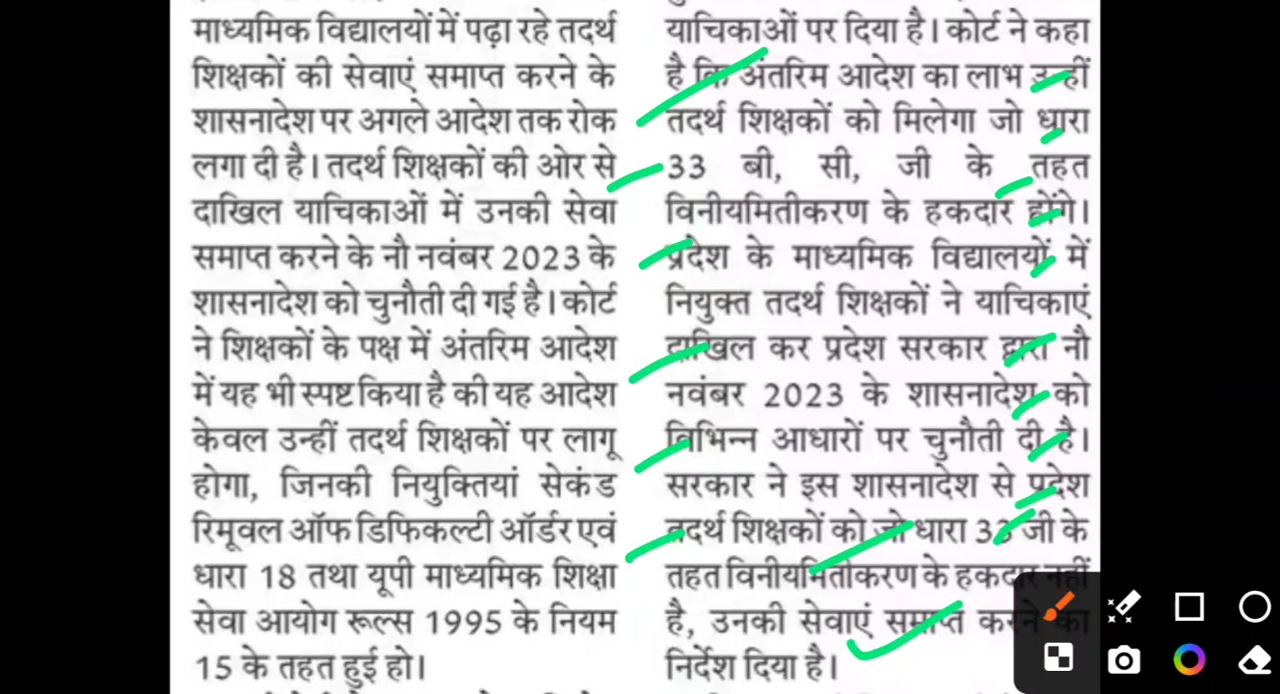 माध्यमिक विद्यालयों में पढ़ा रहे तदर्थ
शिक्षकों की सेवाएं समाप्त करने के
शासनादेश पर अगले आदेश तक रोक
लगा दी है। तदर्थ शिक्षकों की ओर से
दाखिल याचिकाओं में उनकी सेवा
समाप्त करने के नौ नवंबर 2023 के
शासनादेश को चुनौती दी गई है। कोर्ट
ने शिक्षकों के पक्ष में अंतरिम आदेश
में यह भी स्पष्ट किया है की यह आदेश
केवल उन्हीं तदर्थ शिक्षकों पर लागू
होगा, जिनकी नियुक्तियां सेकंड
रिमूवल ऑफ डिफिकल्टी ऑर्डर एवं
धारा 18 तथा यूपी माध्यमिक शिक्षा
सेवा आयोग रूल्स 1995 के नियम
15 के तहत हुई हो।
याचिकाओं पर दिया है। कोर्ट ने कहा
है कि अंतरिम आदेश का लाभ उन्हीं
तदर्थ शिक्षकों को मिलेगा जो धारा
33 बी, सी, जी के तहत
विनीयमितीकरण के हकदार होंगे।
प्रदेश के माध्यमिक विद्यालयों में
नियुक्त तदर्थ शिक्षकों ने याचिकाएं
दाखिल कर प्रदेश सरकार द्वारा नौ
नवंबर 2023 के शासनादेश को
विभिन्न आधारों पर चुनौती दी है।
सरकार ने इस शासनादेश से प्रदेश
तदर्थ शिक्षकों को जो धारा 33 जी के
तहत विनीयमितीकरण के हकदार नहीं
है, उनकी सेवाएं समाप्त करने का
निर्देश दिया है।